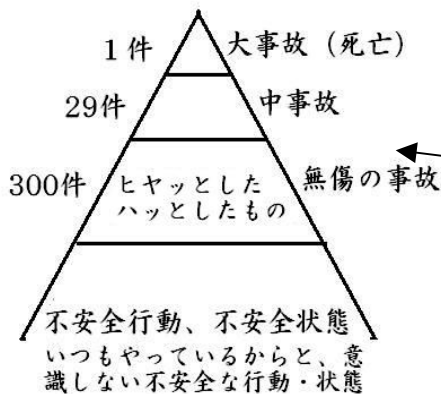 1件 大事故（死亡）
29件 中事故
300件 ヒヤッとした 無傷の事故
ハッとしたもの
不安全行動、不安全状態
いつもやっているからと、意
識しない不安全な行動・状態